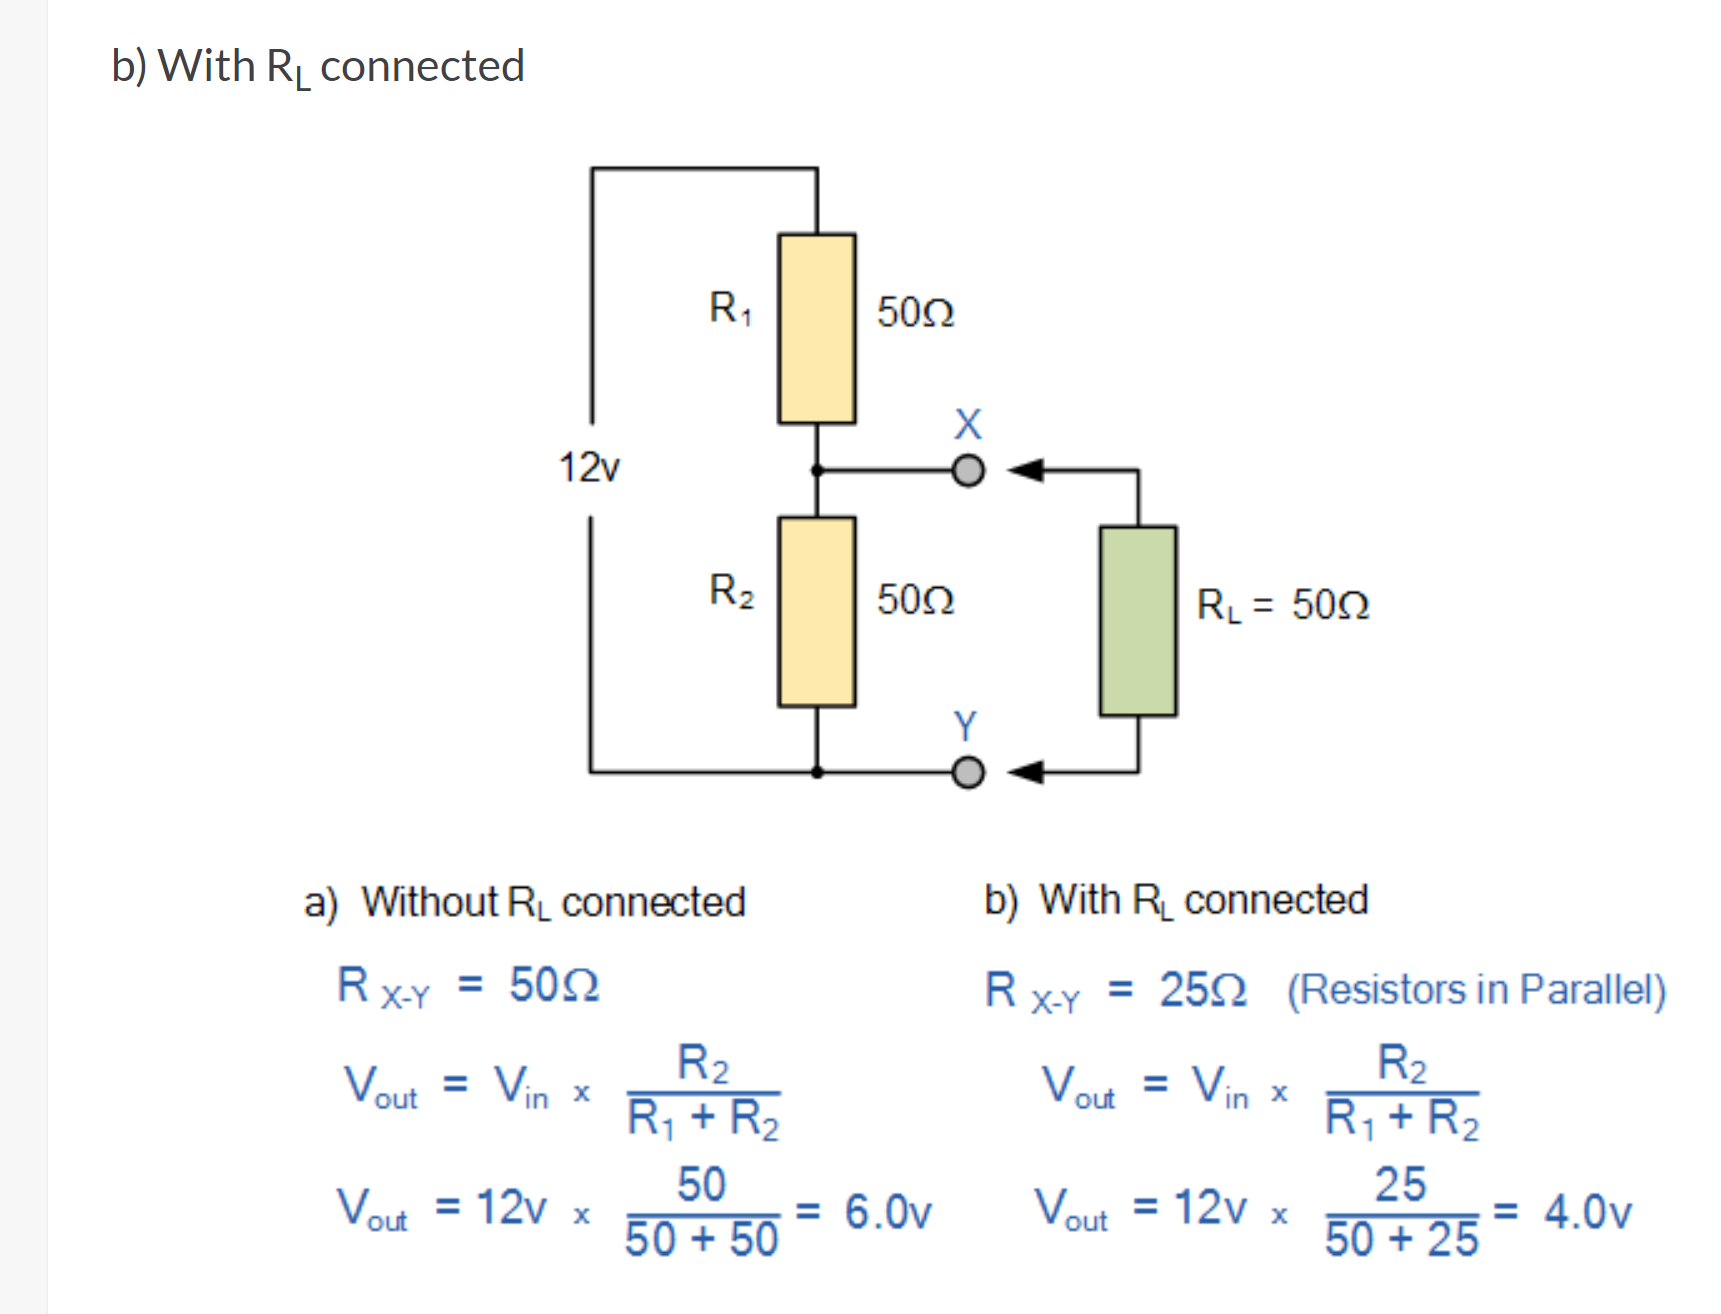 b) With RL connected
R1
50Ω
X
12v
R2
50Ω
RL = 50Ω
Y
a) Without RL connected
R X-Y = 50Ω
Vout = Vin x R2
R1 + R2
Vout = 12v x 50
50 + 50
= 6.0v
b) With RL connected
R X-Y = 25Ω (Resistors in Parallel)
Vout = Vin x R2
R1 + R2
Vout = 12v x 25
50 + 25
= 4.0v